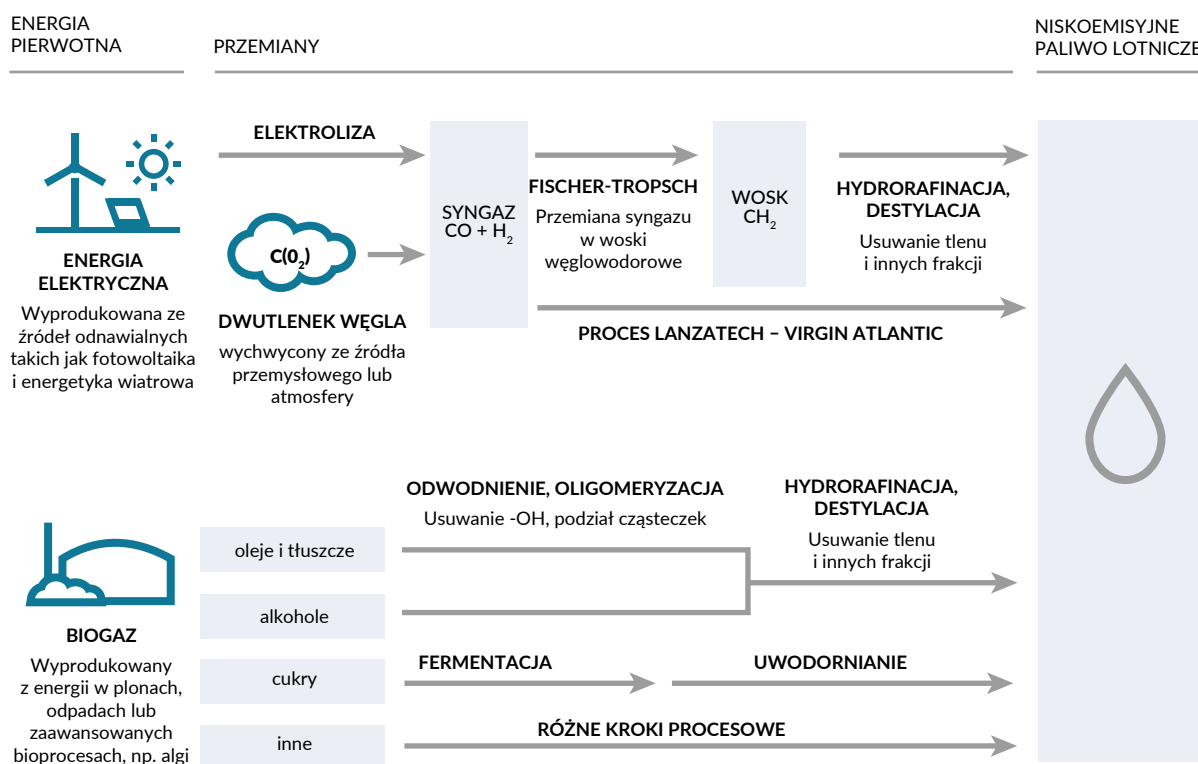 ENERGIA
PIERWOTNA
PRZEMIANY
NISKOEMISYJNE
PALIWO LOTNICZE
ELEKTROLIZA
ENERGIA
ELEKTRYCZNA
Wyprodukowana ze
źródeł odnawialnych
takich jak fotowoltaika
i energetyka wiatrowa
C(0₂)
DWUTLENEK WĘGLA
wychwycony ze źródła
przemysłowego lub
atmosfery
SYNGAZ
CO + H₂
FISCHER-TROPSCH
Przemiana syngazu
w woski
węglowodorowe
WOSK
CH₂
HYDRORAFINACJA,
DESTYLACJA
Usuwanie tlenu
i innych frakcji
PROCES LANZATECH – VIRGIN ATLANTIC
BIOGAZ
Wyprodukowany
z energii w plonach,
odpadach lub
zaawansowanych
bioprocesach, np. algi
oleje i tłuszcze
alkohole
cukry
inne
ODWODNIENIE, OLIGOMERYZACJA
Usuwanie -OH, podział cząsteczek
HYDRORAFINACJA,
DESTYLACJA
Usuwanie tlenu
i innych frakcji
FERMENTACJA
UWODORNIANIE
RÓŻNE KROKI PROCESOWE